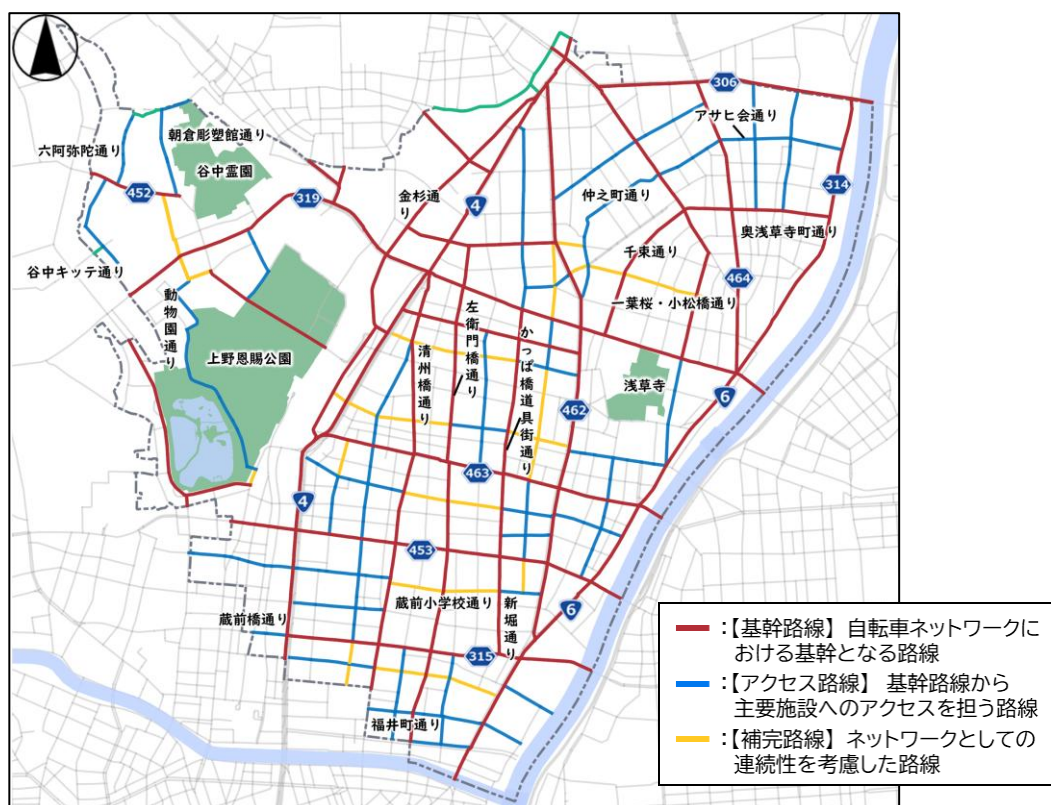 306
アサヒ会通り
朝倉彫塑館通り
六阿弥陀通り
谷中霊園
452
319
金杉通
り
4
仲之町通り
314
奥浅草寺町通り
千束通り
464
谷中キッテ通り
動物園通り
一葉桜・小松橋通り
左衛門橋通り
かっぱ橋道具街通り
清州橋通り
上野恩賜公園
浅草寺
6
462
463
4
453
蔵前小学校通り
新堀通り
6
蔵前橋通り
315
福井町通り
:【基幹路線】 自転車ネットワークに
おける基幹となる路線
:【アクセス路線】 基幹路線から
主要施設へのアクセスを担う路線
:【補完路線】 ネットワークとしての
連続性を考慮した路線